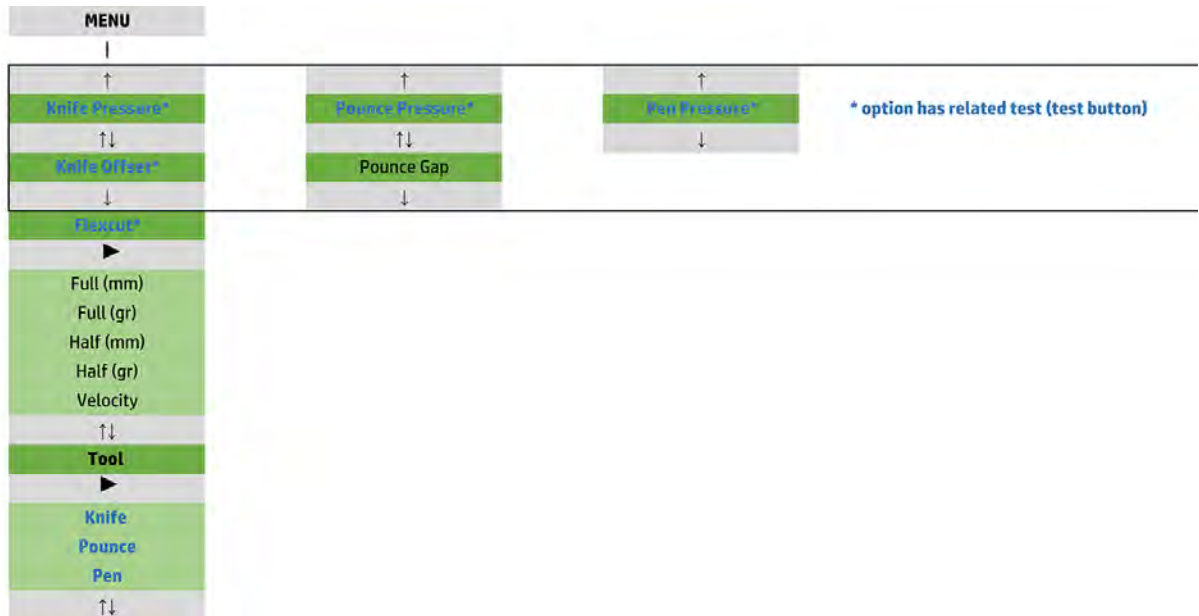 MENU
↑ ↑ ↑
Knife Pressure* Pounce Pressure* Pen Pressure* * option has related test (test button)
↑↓ ↑↓ ↓
Knife Offset* Pounce Gap
↓ ↓
Flexcut*
►
Full (mm)
Full (gr)
Half (mm)
Half (gr)
Velocity
↑↓
Tool
►
Knife
Pounce
Pen
↑↓